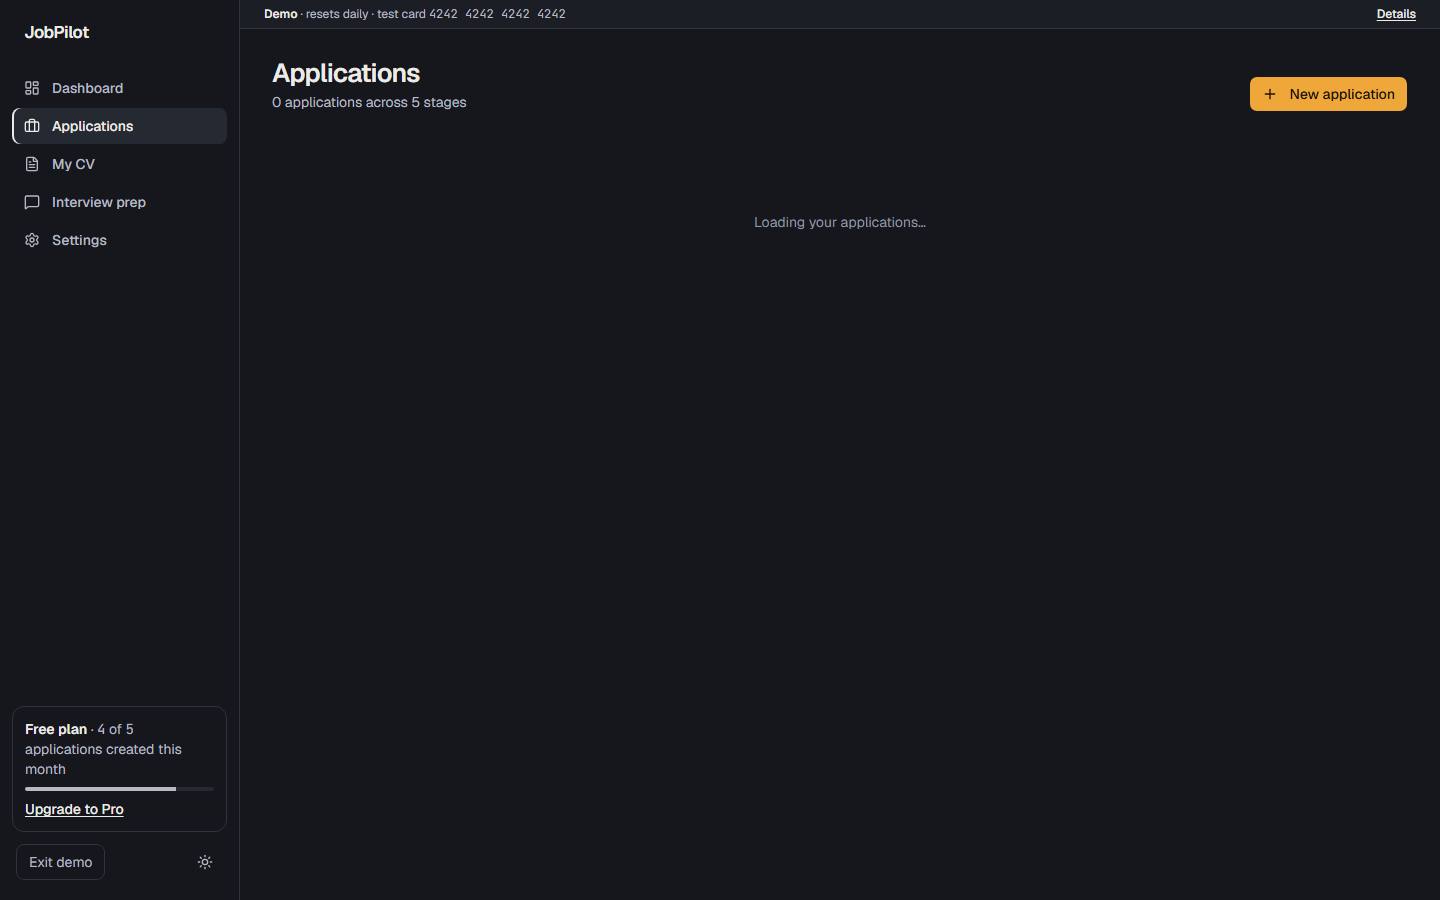 JobPilot
Demo · resets daily · test card 4242 4242 4242 4242
Details
Dashboard
Applications
My CV
Interview prep
Settings
Applications
0 applications across 5 stages
New application
Loading your applications…
Free plan · 4 of 5
applications created this
month
Upgrade to Pro
Exit demo